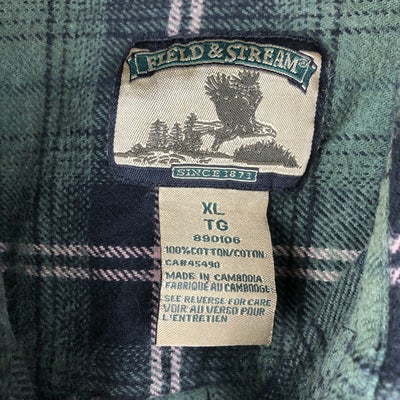 FIELD & STREAM®
SINCE 1871
XL
TG
890106
100%COTTON/COTON
CA#45490
MADE IN CAMBODIA
FABRIQUÉ AU CAMBODGE
SEE REVERSE FOR CARE
VOIR AU VERSO POUR
L'ENTRETIEN